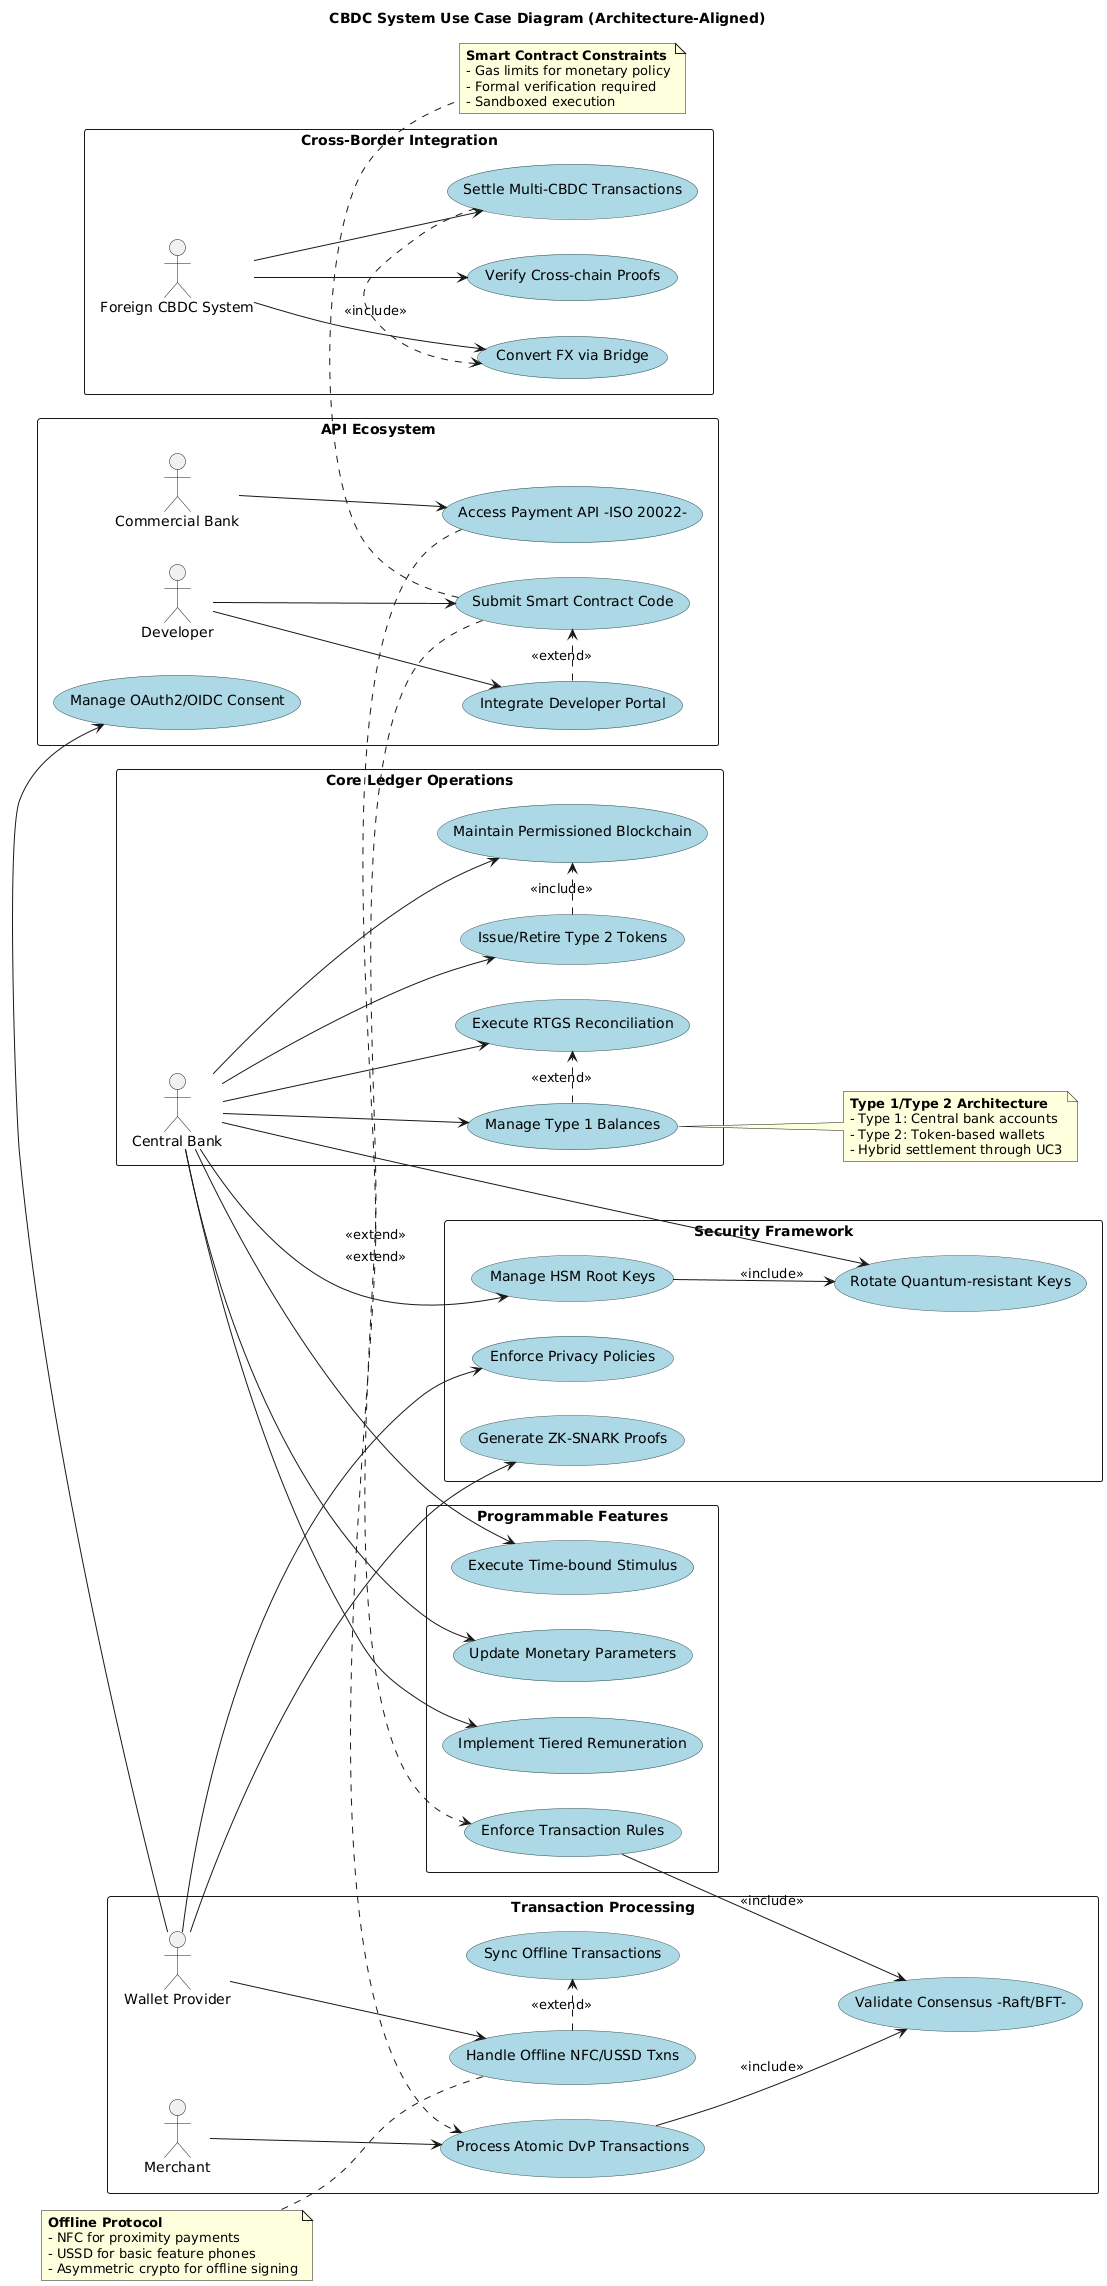 CBDC System Use Case Diagram (Architecture-Aligned)
Smart Contract Constraints
- Gas limits for monetary policy
- Formal verification required
- Sandboxed execution
Cross-Border Integration
Settle Multi-CBDC Transactions
Verify Cross-chain Proofs
Foreign CBDC System
«include»
Convert FX via Bridge
API Ecosystem
Commercial Bank
Access Payment API -ISO 20022-
Developer
Submit Smart Contract Code
«extend»
Manage OAuth2/OIDC Consent
Integrate Developer Portal
Core Ledger Operations
Maintain Permissioned Blockchain
«include»
Issue/Retire Type 2 Tokens
Execute RTGS Reconciliation
«extend»
Central Bank
Manage Type 1 Balances
Type 1/Type 2 Architecture
- Type 1: Central bank accounts
- Type 2: Token-based wallets
- Hybrid settlement through UC3
«extend»
«extend»
Security Framework
Manage HSM Root Keys
«include»
Rotate Quantum-resistant Keys
Enforce Privacy Policies
Generate ZK-SNARK Proofs
Programmable Features
Execute Time-bound Stimulus
Update Monetary Parameters
Implement Tiered Remuneration
Enforce Transaction Rules
«include»
Transaction Processing
Sync Offline Transactions
Wallet Provider
«extend»
Validate Consensus -Raft/BFT-
Handle Offline NFC/USSD Txns
«include»
Merchant
Process Atomic DvP Transactions
Offline Protocol
- NFC for proximity payments
- USSD for basic feature phones
- Asymmetric crypto for offline signing